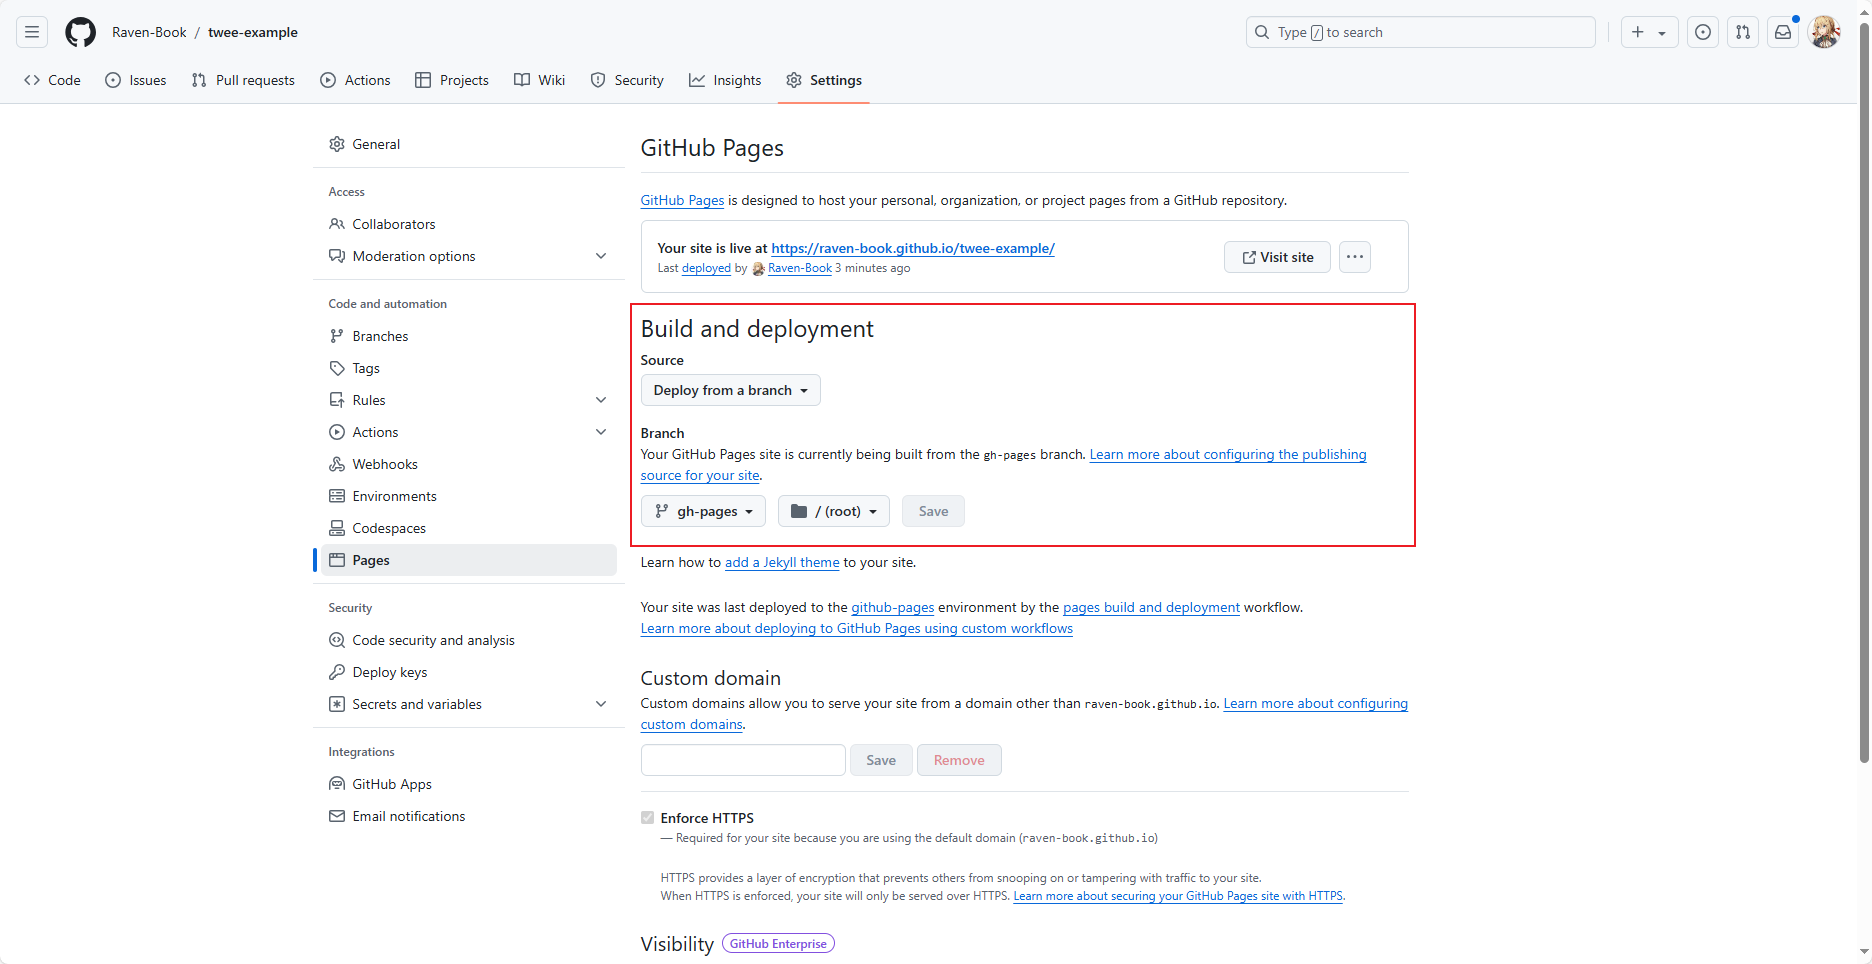 Raven-Book / twee-example
Type / to search
Code
Issues
Pull requests
Actions
Projects
Wiki
Security
Insights
Settings
General
Access
Collaborators
Moderation options
Code and automation
Branches
Tags
Rules
Actions
Webhooks
Environments
Codespaces
Pages
Security
Code security and analysis
Deploy keys
Secrets and variables
Integrations
GitHub Apps
Email notifications
GitHub Pages
GitHub Pages is designed to host your personal, organization, or project pages from a GitHub repository.
Your site is live at https://raven-book.github.io/twee-example/
Last deployed by Raven-Book 3 minutes ago
Visit site
Build and deployment
Source
Deploy from a branch
Branch
Your GitHub Pages site is currently being built from the gh-pages branch. Learn more about configuring the publishing
source for your site.
gh-pages
/ (root)
Save
Learn how to add a Jekyll theme to your site.
Your site was last deployed to the github-pages environment by the pages build and deployment workflow.
Learn more about deploying to GitHub Pages using custom workflows
Custom domain
Custom domains allow you to serve your site from a domain other than raven-book.github.io. Learn more about configuring
custom domains.
Save
Remove
Enforce HTTPS
— Required for your site because you are using the default domain (raven-book.github.io)
HTTPS provides a layer of encryption that prevents others from snooping on or tampering with traffic to your site.
When HTTPS is enforced, your site will only be served over HTTPS. Learn more about securing your GitHub Pages site with HTTPS.
Visibility
GitHub Enterprise